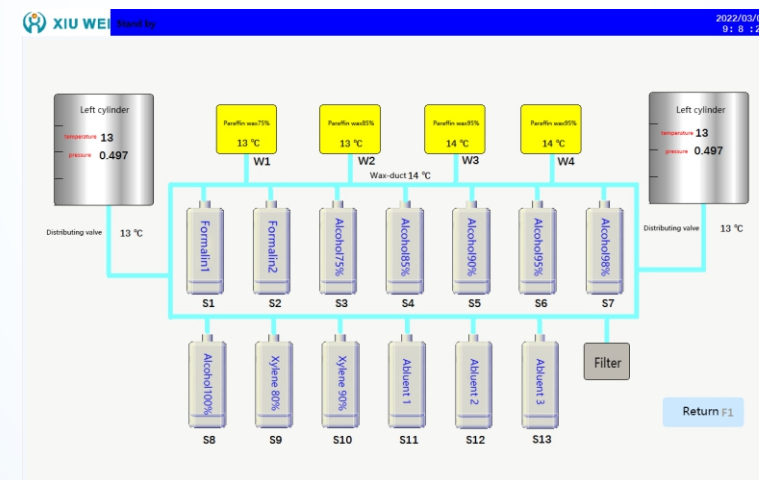 XIU WEI
Stand by
2022/03/0
9: 8 :2
Left cylinder
temperature 13
pressure 0.497
Paraffin wax75%
13 ℃
W1
Paraffin wax85%
13 ℃
W2
Paraffin wax95%
14 ℃
W3
Paraffin wax95%
14 ℃
W4
Left cylinder
temperature 13
pressure 0.497
Wax-duct 14 ℃
Distributing valve 13 ℃
Distributing valve 13 ℃
Formalin1
Formalin2
Alcohol75%
Alcohol85%
Alcohol90%
Alcohol95%
Alcohol98%
S1
S2
S3
S4
S5
S6
S7
Alcohol100%
Xylene 80%
Xylene 90%
Abluent 1
Abluent 2
Abluent 3
Filter
S8
S9
S10
S11
S12
S13
Return F1